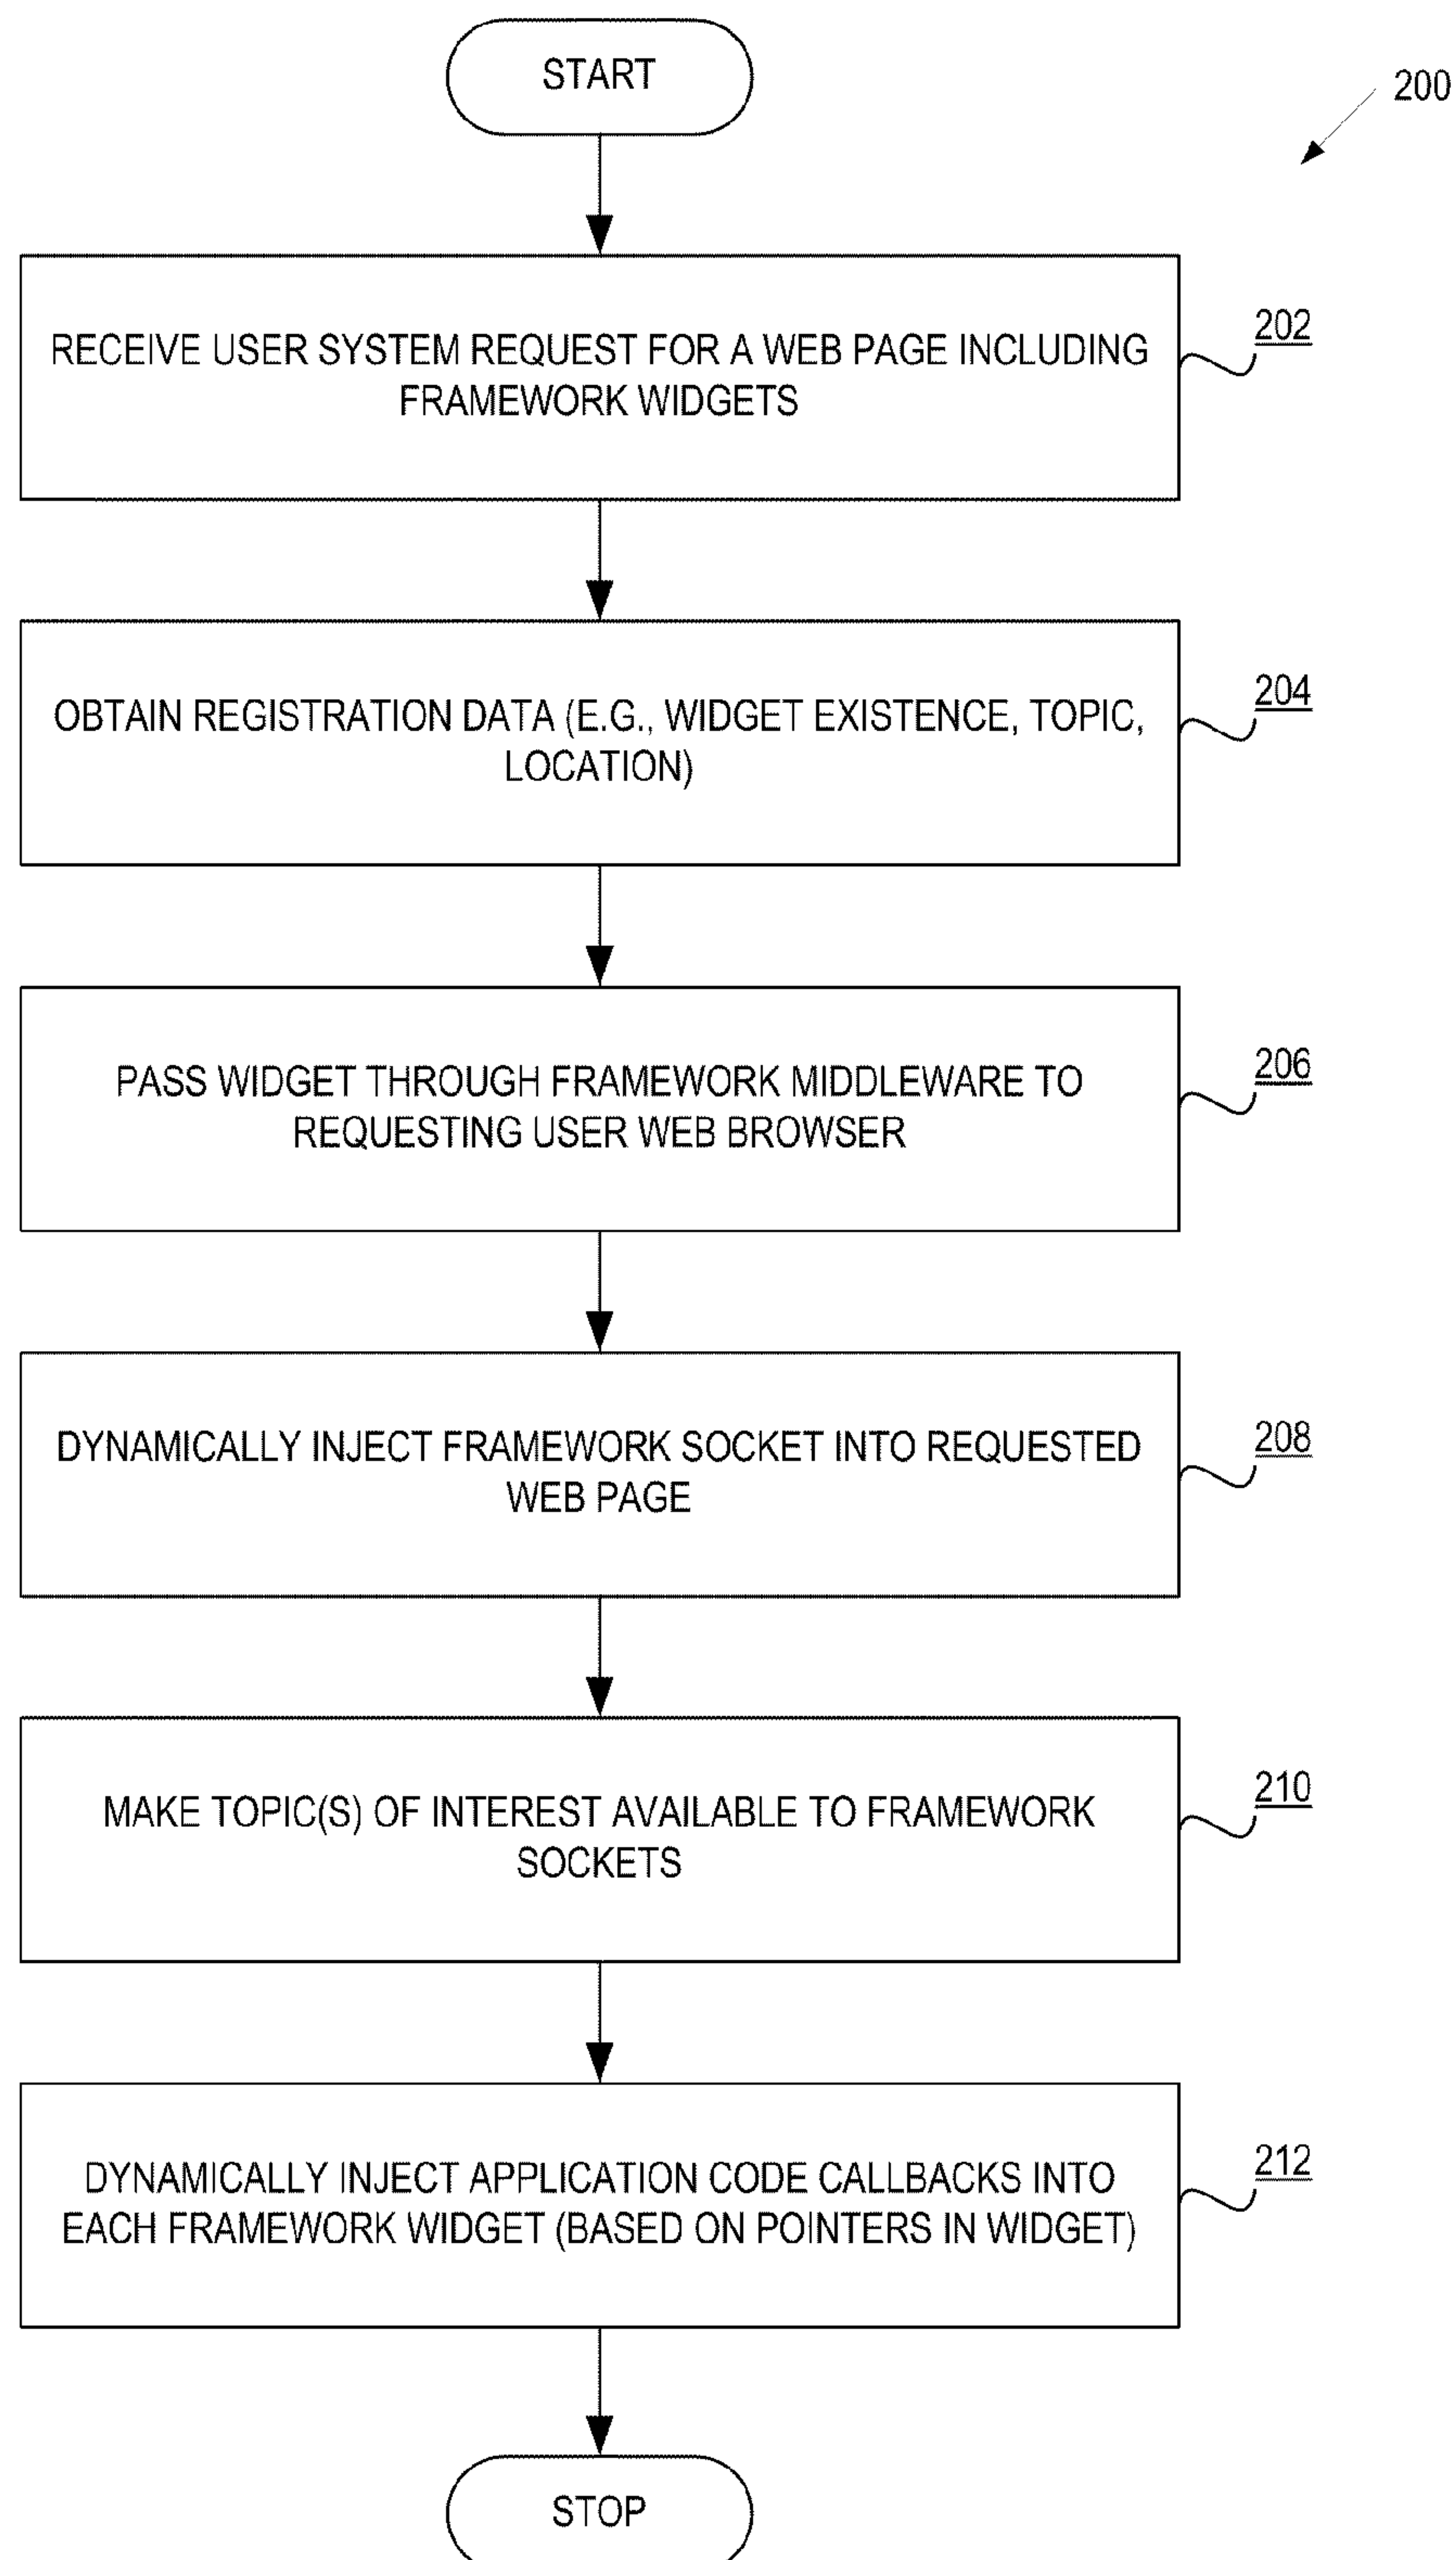 START
200
RECEIVE USER SYSTEM REQUEST FOR A WEB PAGE INCLUDING
FRAMEWORK WIDGETS
202
OBTAIN REGISTRATION DATA (E.G., WIDGET EXISTENCE, TOPIC,
LOCATION)
204
PASS WIDGET THROUGH FRAMEWORK MIDDLEWARE TO
REQUESTING USER WEB BROWSER
206
DYNAMICALLY INJECT FRAMEWORK SOCKET INTO REQUESTED
WEB PAGE
208
MAKE TOPIC(S) OF INTEREST AVAILABLE TO FRAMEWORK
SOCKETS
210
DYNAMICALLY INJECT APPLICATION CODE CALLBACKS INTO
EACH FRAMEWORK WIDGET (BASED ON POINTERS IN WIDGET)
212
STOP